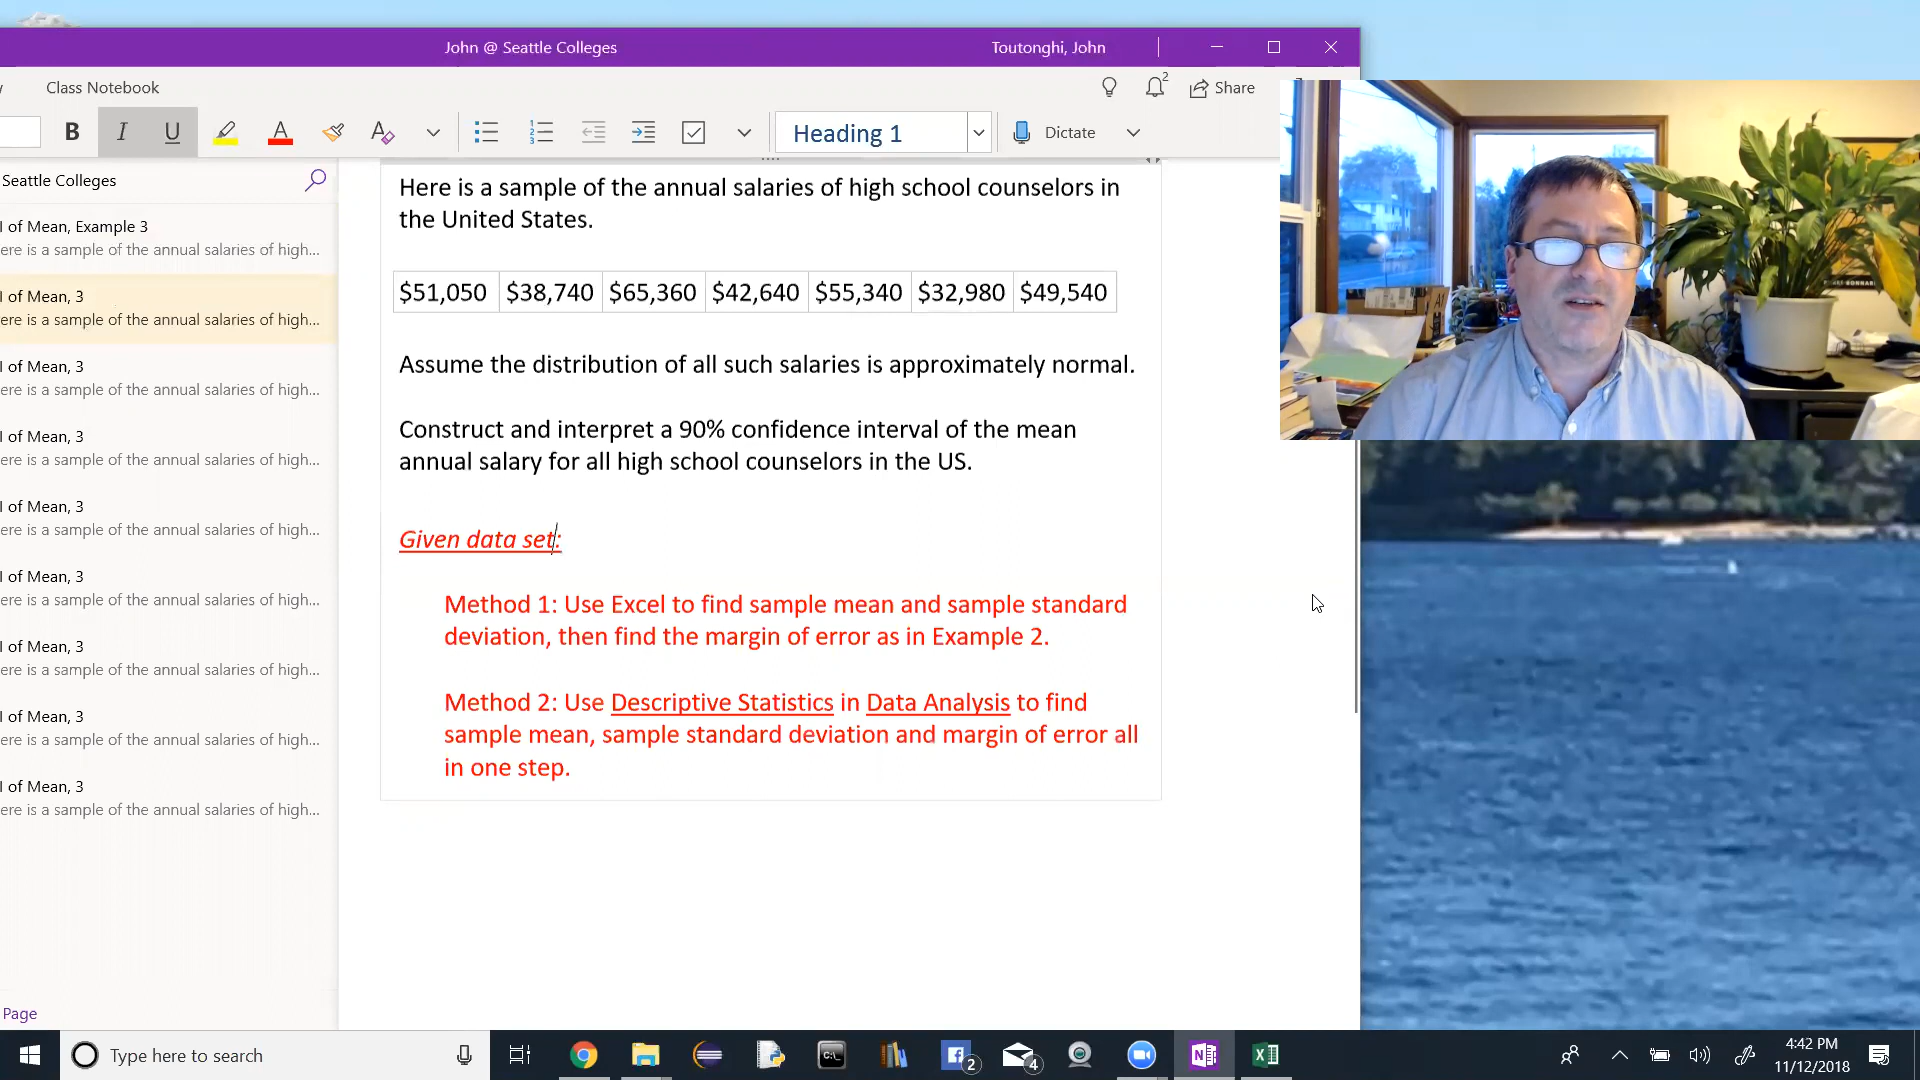 John @ Seattle Colleges
Toutonghi, John
Class Notebook
2
Share
B I U A A
Heading 1
Dictate
Seattle Colleges
I of Mean, Example 3
ere is a sample of the annual salaries of high...
I of Mean, 3
ere is a sample of the annual salaries of high...
I of Mean, 3
ere is a sample of the annual salaries of high...
I of Mean, 3
ere is a sample of the annual salaries of high...
I of Mean, 3
ere is a sample of the annual salaries of high...
I of Mean, 3
ere is a sample of the annual salaries of high...
I of Mean, 3
ere is a sample of the annual salaries of high...
I of Mean, 3
ere is a sample of the annual salaries of high...
I of Mean, 3
ere is a sample of the annual salaries of high...
Page
Here is a sample of the annual salaries of high school counselors in
the United States.
$51,050 $38,740 $65,360 $42,640 $55,340 $32,980 $49,540
Assume the distribution of all such salaries is approximately normal.
Construct and interpret a 90% confidence interval of the mean
annual salary for all high school counselors in the US.
Given data set:
Method 1: Use Excel to find sample mean and sample standard
deviation, then find the margin of error as in Example 2.
Method 2: Use Descriptive Statistics in Data Analysis to find
sample mean, sample standard deviation and margin of error all
in one step.
Type here to search
2
4
4:42 PM
11/12/2018